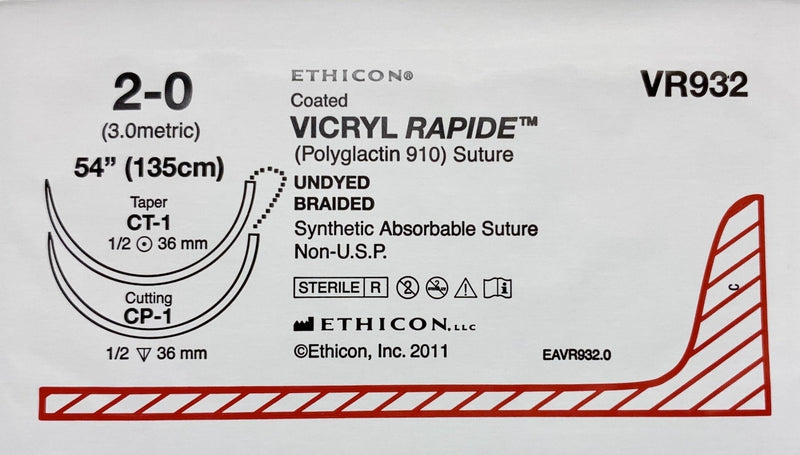 2-0
(3.0metric)
54” (135cm)
Taper
CT-1
1/2 36 mm
Cutting
CP-1
1/2 36 mm
ETHICON®
Coated
VICRYL RAPIDE™
(Polyglactin 910) Suture
UNDYED
BRAIDED
Synthetic Absorbable Suture
Non-U.S.P.
STERILE R 2 i
ETHICON, LLC
©Ethicon, Inc. 2011
VR932
C
EAVR932.0